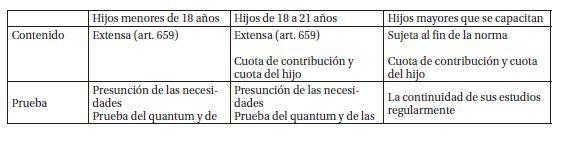 Hijos menores de 18 años
Hijos de 18 a 21 años
Hijos mayores que se capacitan
Contenido
Extensa (art. 659)
Extensa (art. 659)
Cuota de contribución y
cuota del hijo
Sujeta al fin de la norma
Cuota de contribución y cuota
del hijo
Prueba
Presunción de las necesi-
dades
Prueba del quantum y de
Presunción de las necesi-
dades
Prueba del quantum y de las
La continuidad de sus estudios
regularmente